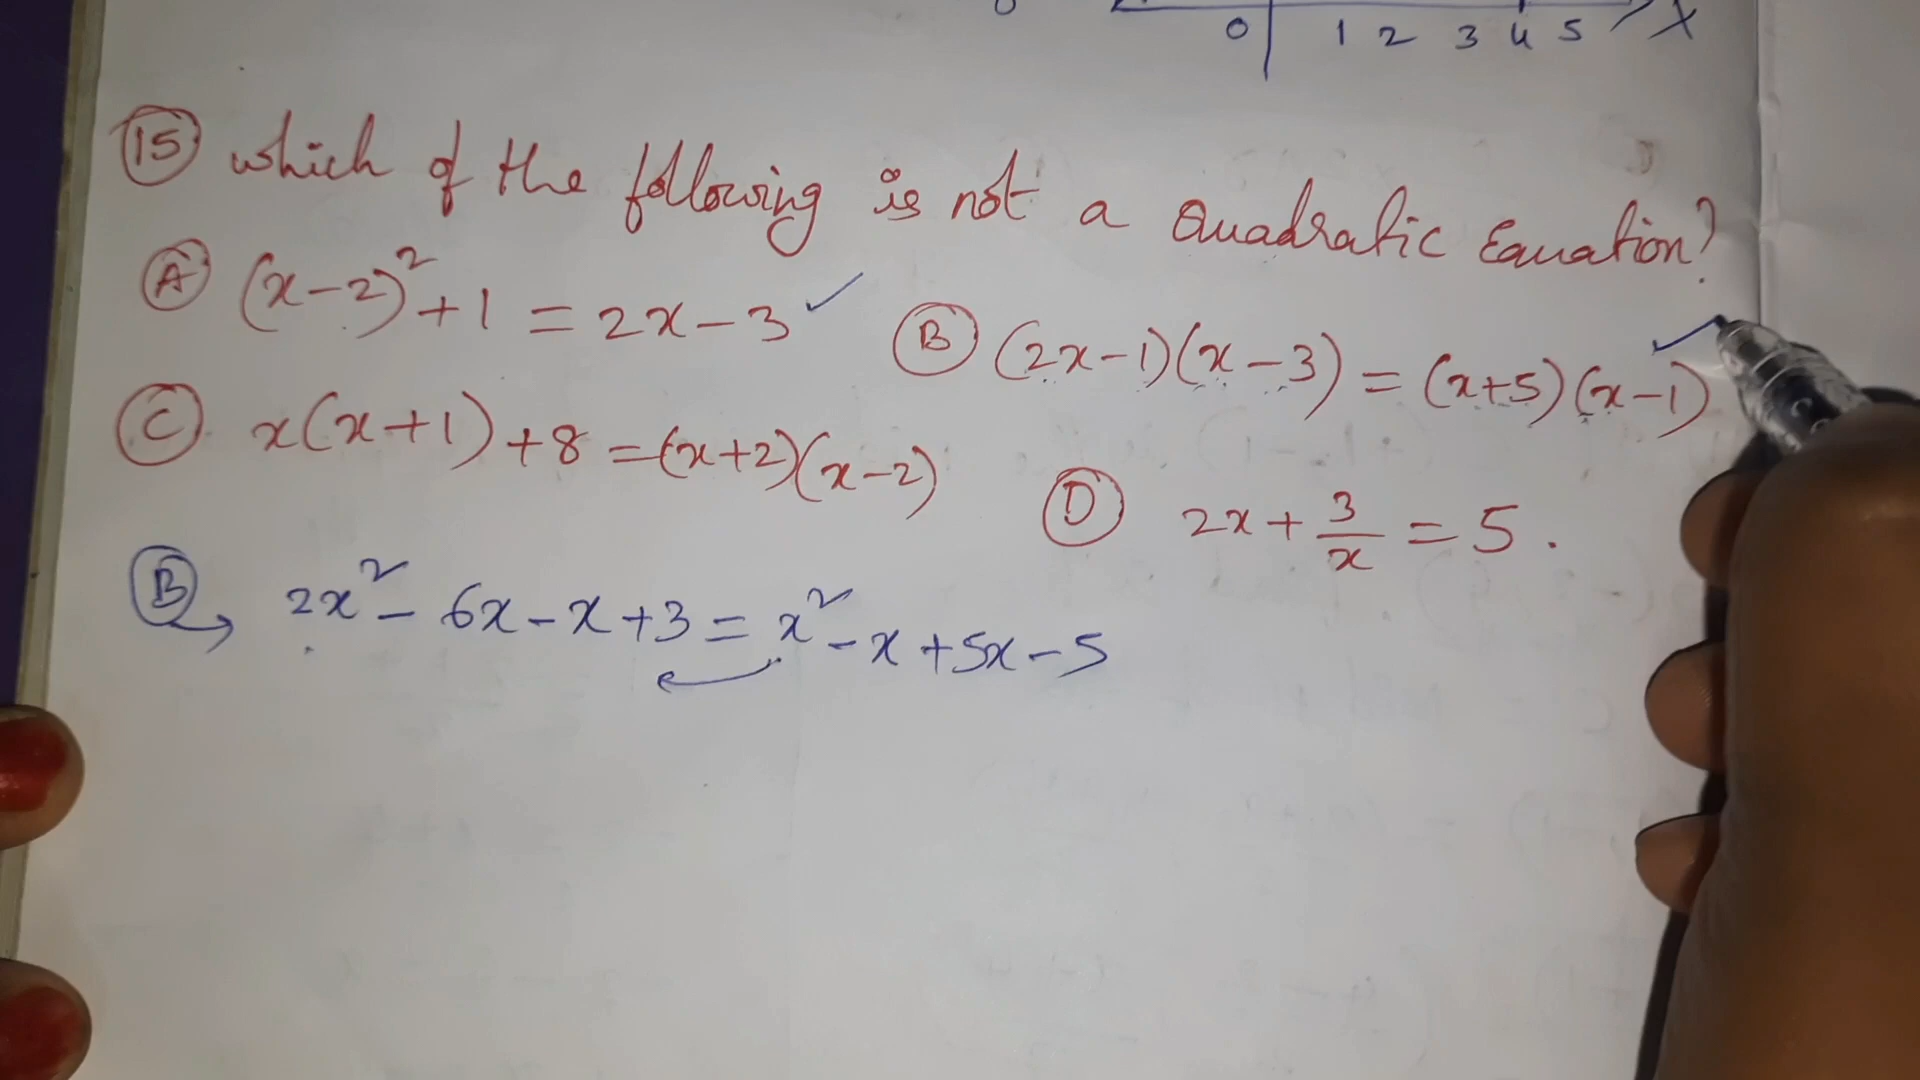 0 1 2 3 4 5 X
15 which of the following is not a Quadratic Equation?
A (x-2)² + 1 = 2x - 3 ✓
B (2x-1)(x-3) = (x+5)(x-1) ✓
C x(x+1) + 8 = (x+2)(x-2)
D 2x + 3/x = 5.
B → 2x² - 6x - x + 3 = x² - x + 5x - 5